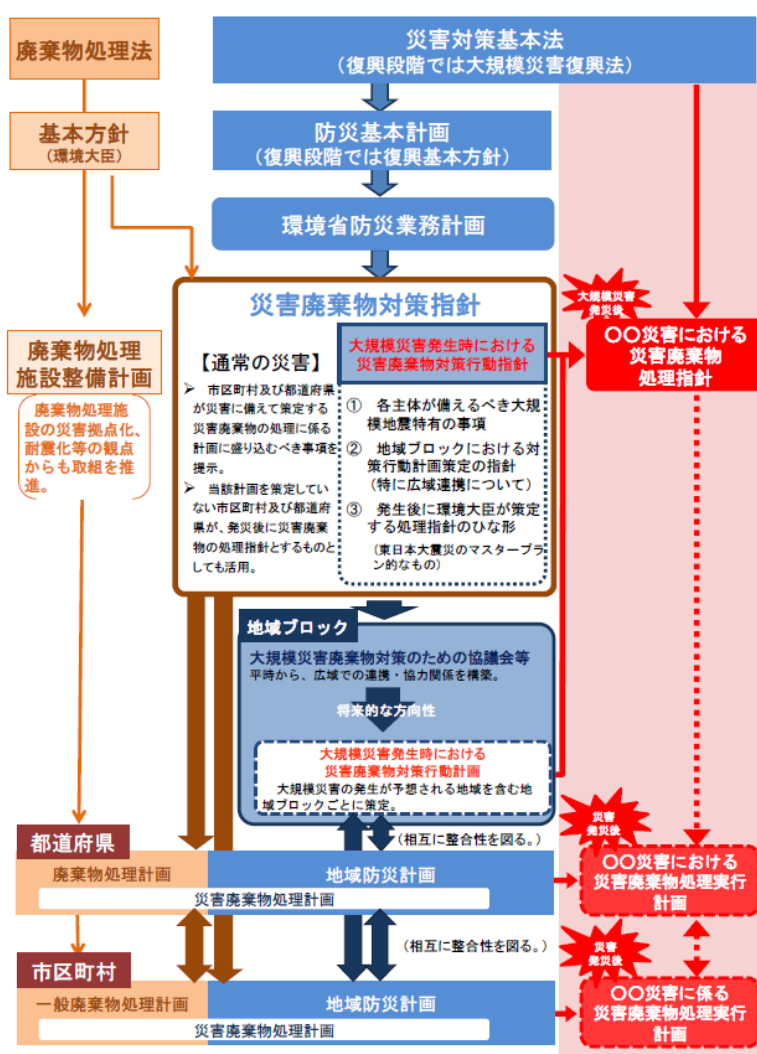 廃棄物処理法
災害対策基本法
(復興段階では大規模災害復興法)
基本方針
(環境大臣)
防災基本計画
(復興段階では復興基本方針)
環境省防災業務計画
災害廃棄物対策指針
【通常の災害】
➢ 市区町村及び都道府県
が災害に備えて策定する
災害廃棄物の処理に係る
計画に盛り込むべき事項を
提示。
➢ 当該計画を策定してい
ない市区町村及び都道府
県が、発災後に災害廃棄
物の処理指針とするものと
しても活用。
大規模災害発生時における
災害廃棄物対策行動指針
① 各主体が備えるべき大規
模地震特有の事項
② 地域ブロックにおける対
策行動計画策定の指針
(特に広域連携について)
③ 発生後に環境大臣が策定
する処理指針のひな形
(東日本大震災のマスタープラ
ン的なもの)
大規模災害
発災後
〇〇災害における
災害廃棄物
処理指針
廃棄物処理
施設整備計画
廃棄物処理施
設の災害拠点化、
耐震化等の観点
からも取組を推
進。
地域ブロック
大規模災害廃棄物対策のための協議会等
平時から、広域での連携・協力関係を構築。
将来的な方向性
大規模災害発生時における
災害廃棄物対策行動計画
大規模災害の発生が予想される地域を含む地
域ブロックごとに策定。
(相互に整合性を図る。)
都道府県
廃棄物処理計画
地域防災計画
災害廃棄物処理計画
災害
発災後
〇〇災害における
災害廃棄物処理実行
計画
(相互に整合性を図る。)
市区町村
一般廃棄物処理計画
地域防災計画
災害廃棄物処理計画
災害
発災後
〇〇災害に係る
災害廃棄物処理実行
計画